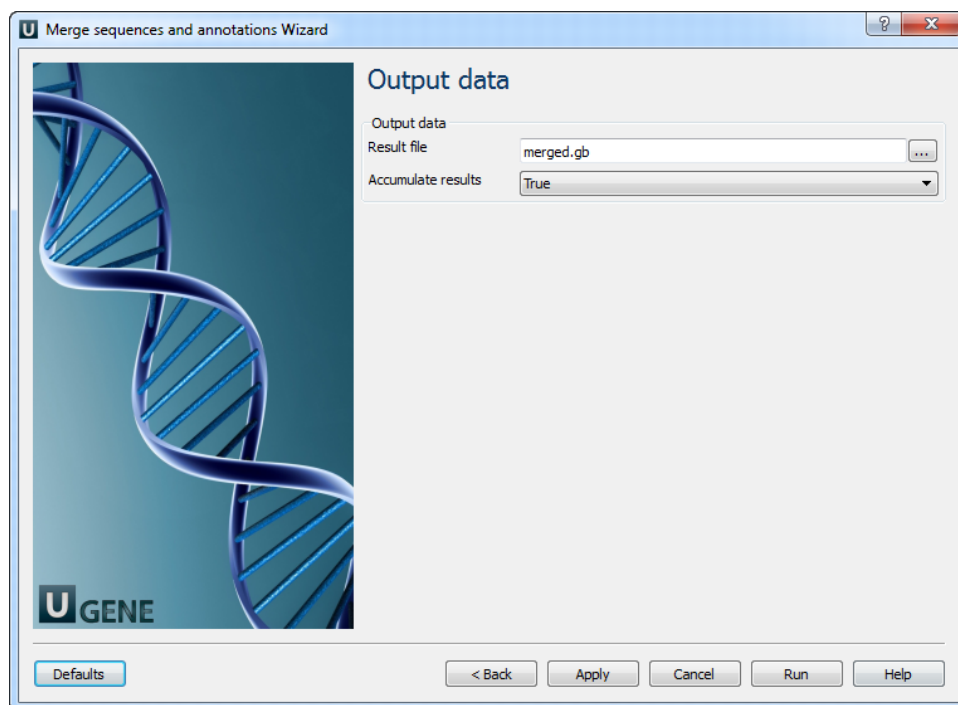 U Merge sequences and annotations Wizard
?
X
Output data
Output data
Result file
merged.gb
...
Accumulate results
True
U GENE
Defaults
< Back
Apply
Cancel
Run
Help